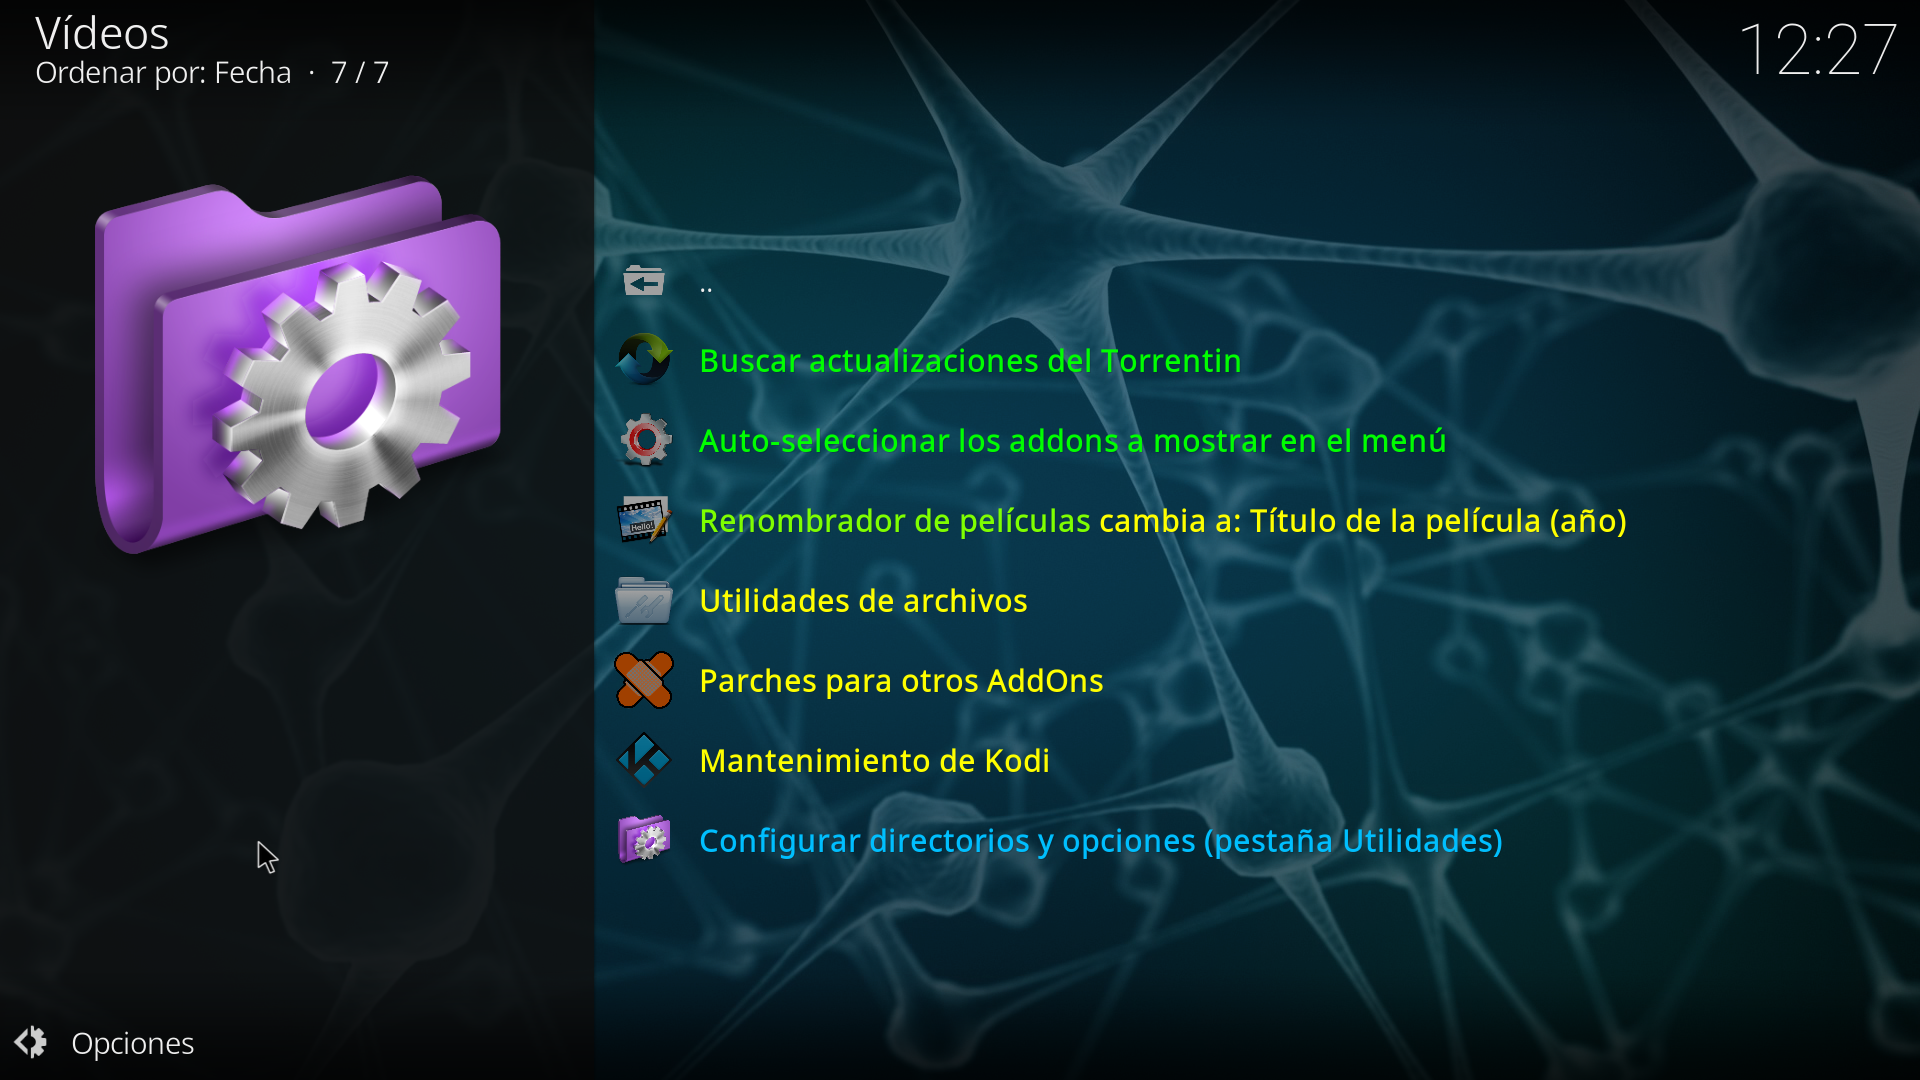 Vídeos
Ordenar por: Fecha · 7 / 7
12:27
..
Buscar actualizaciones del Torrentin
Auto-seleccionar los addons a mostrar en el menú
Hello!
Renombrador de películas cambia a: Título de la película (año)
Utilidades de archivos
Parches para otros AddOns
Mantenimiento de Kodi
Configurar directorios y opciones (pestaña Utilidades)
Opciones